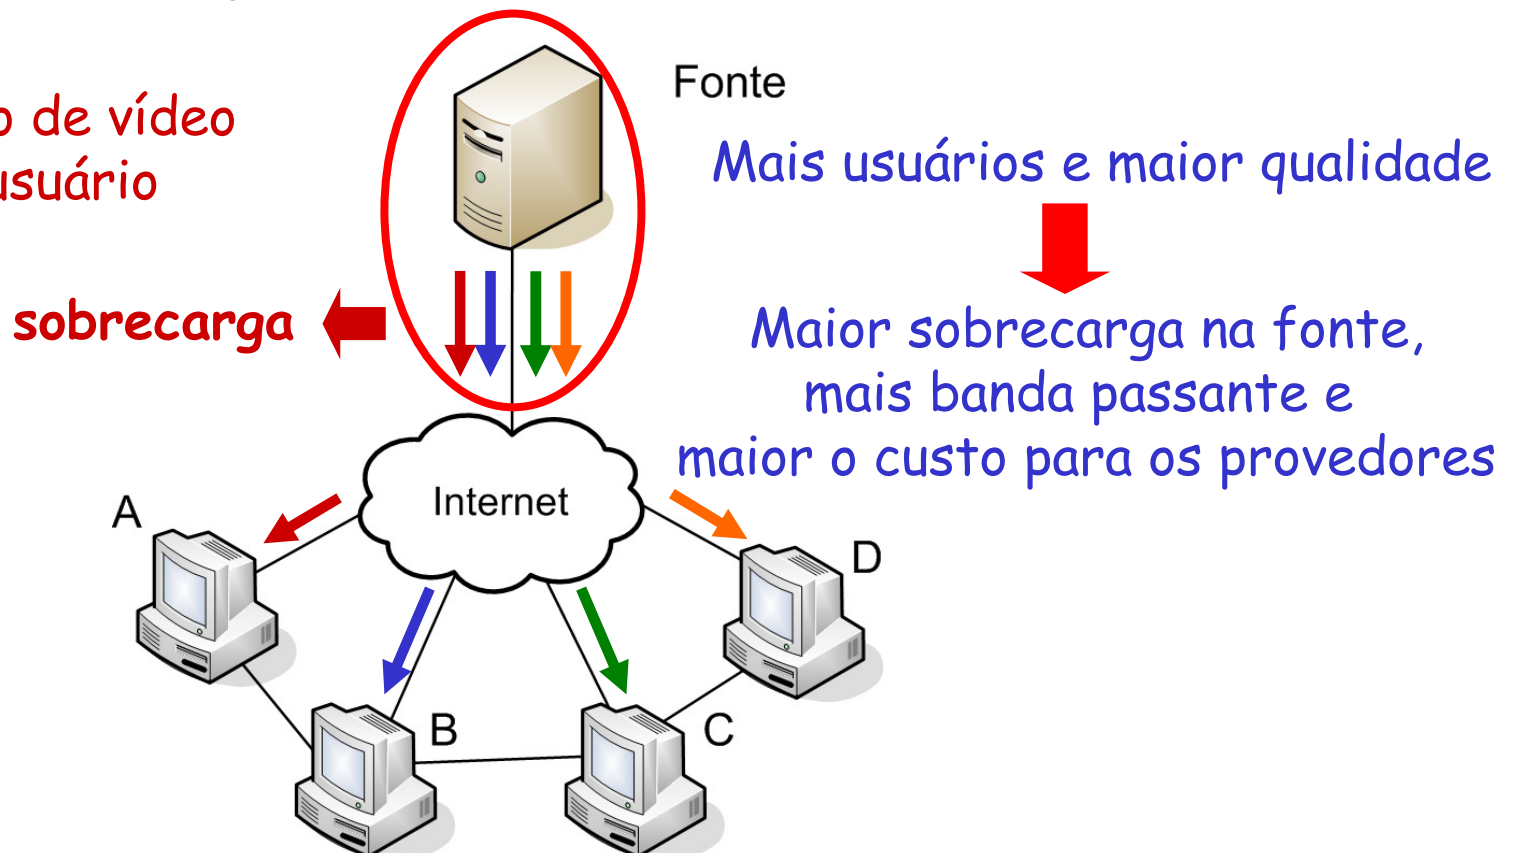 Fonte
de vídeo
usuário
Mais usuários e maior qualidade
sobrecarga
Maior sobrecarga na fonte,
mais banda passante e
maior o custo para os provedores
Internet
A
D
B
C